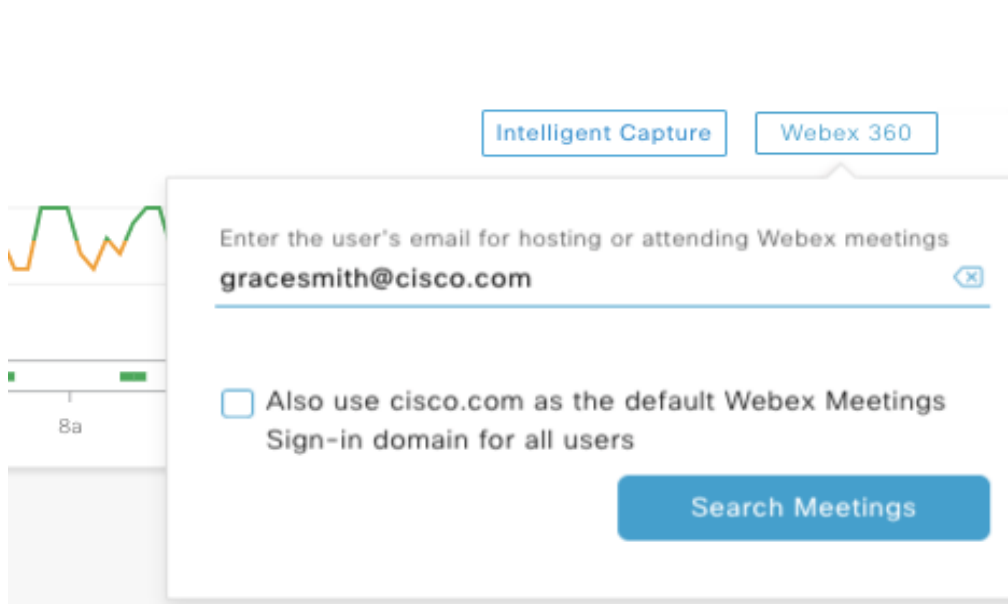 Intelligent Capture
Webex 360
Enter the user's email for hosting or attending Webex meetings
gracesmith@cisco.com
Also use cisco.com as the default Webex Meetings
Sign-in domain for all users
8a
Search Meetings